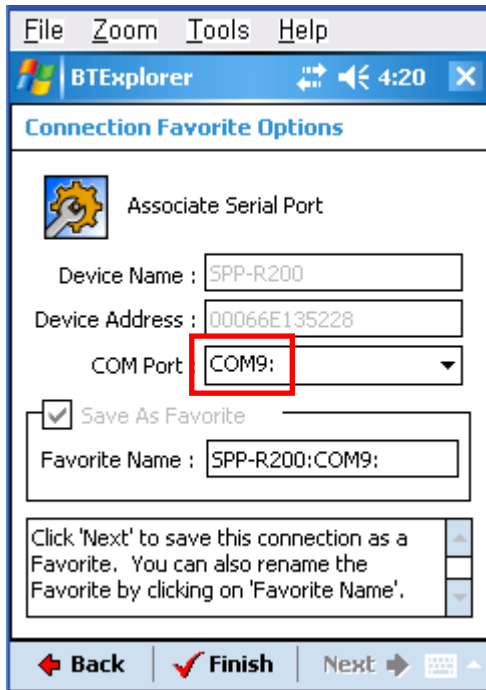 File Zoom Tools Help
BTExplorer 4:20
Connection Favorite Options
Associate Serial Port
Device Name : SPP-R200
Device Address : 00066E135228
COM Port : COM9:
Save As Favorite
Favorite Name : SPP-R200:COM9:
Click 'Next' to save this connection as a
Favorite. You can also rename the
Favorite by clicking on 'Favorite Name'.
Back Finish Next